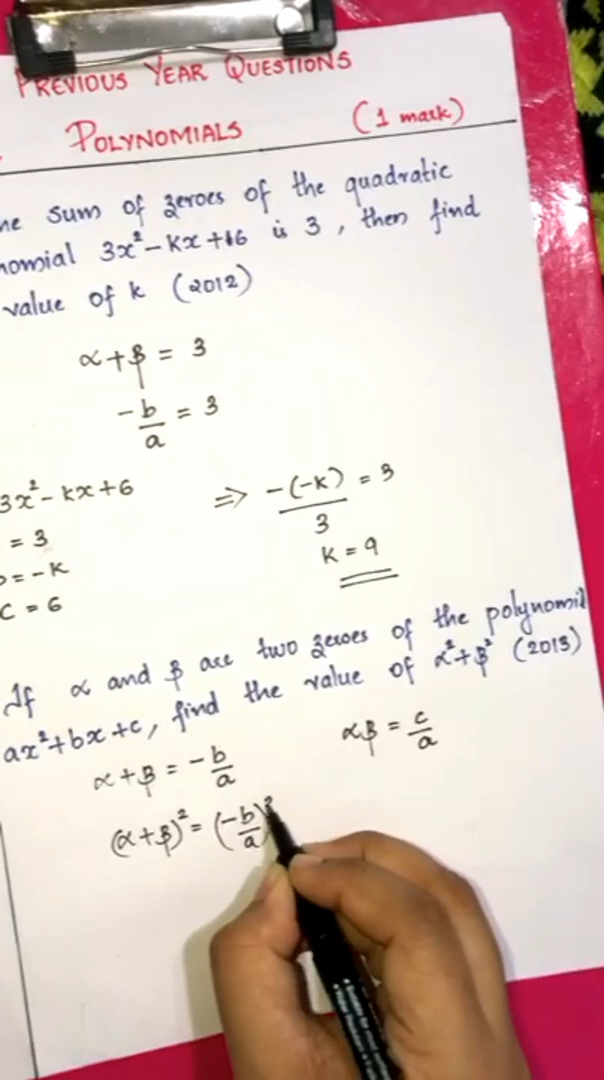 PREVIOUS YEAR QUESTIONS
POLYNOMIALS (1 mark)
sum of zeroes of the quadratic
3x² - kx + 16 is 3, then find
value of k (2012)
α + β = 3
-b/a = 3
3x² - kx + 6
= 3
= -k
c = 6
=> -(-k)/3 = 3
k = 9
If α and β are two zeroes of the polynomil
ax² + bx + c, find the value of α² + β² (2013)
α + β = -b/a
αβ = c/a
(α + β)² = (-b/a)²